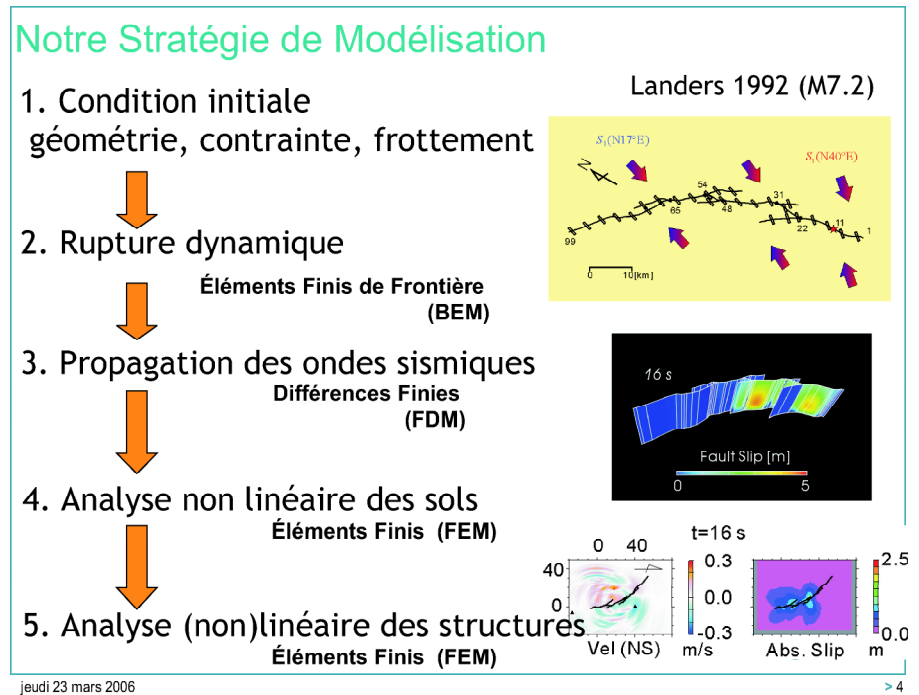 Notre Stratégie de Modélisation
Landers 1992 (M7.2)
1. Condition initiale
géométrie, contrainte, frottement
S₁(N17°E)
S₁(N40°E)
N
54
31
65
48
11
22
1
99
0 10[km]
2. Rupture dynamique
Éléments Finis de Frontière
(BEM)
3. Propagation des ondes sismiques
Différences Finies
(FDM)
16 s
Fault Slip [m]
0 5
4. Analyse non linéaire des sols
Éléments Finis (FEM)
t=16 s
0 40
40
0
0.3
0.0
-0.3
2.5
0.0
5. Analyse (non)linéaire des structures
Vel (NS) m/s Abs. Slip m
Éléments Finis (FEM)
jeudi 23 mars 2006
> 4